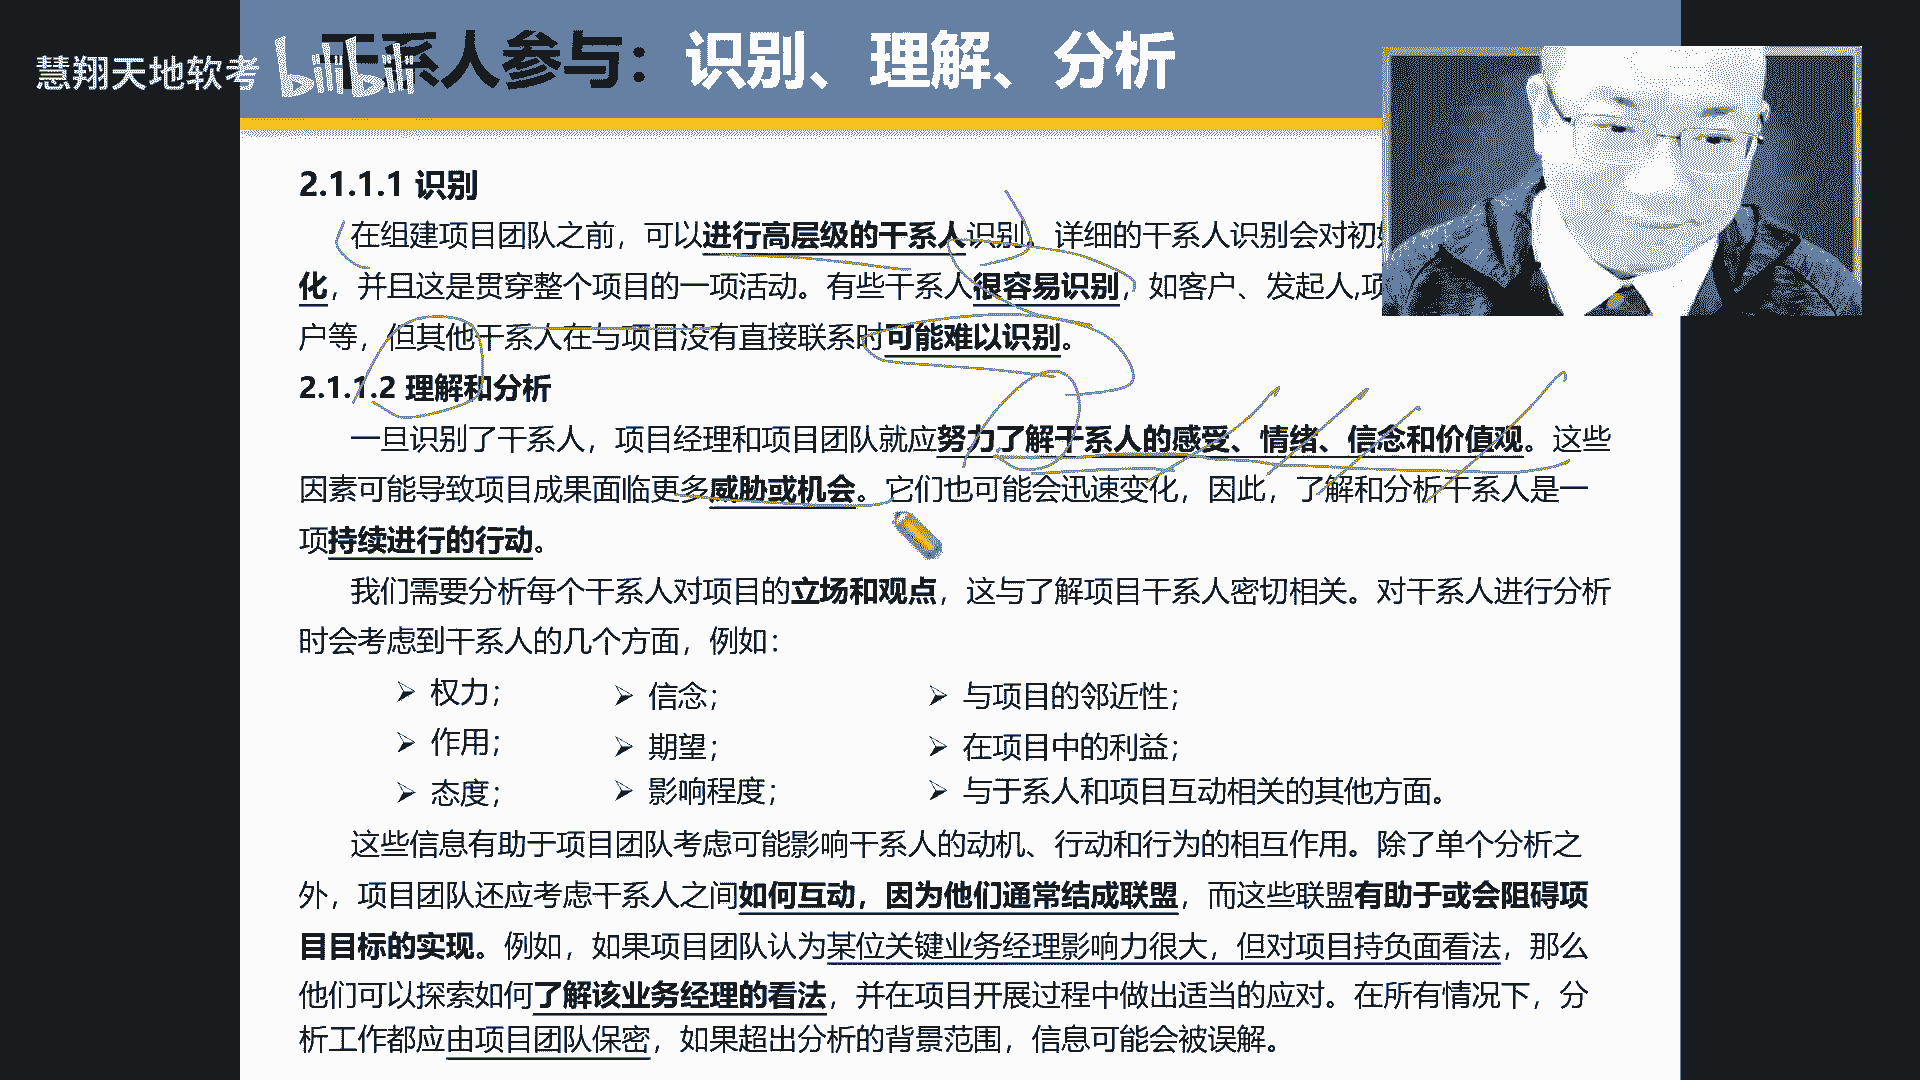 慧翔天地软考 bilibili
干系人参与：识别、理解、分析
2.1.1.1 识别
在组建项目团队之前，可以进行高层级的干系人识别。详细的干系人识别会对初
化，并且这是贯穿整个项目的一项活动。有些干系人很容易识别，如客户、发起人,项
户等，但其他干系人在与项目没有直接联系时可能难以识别。
2.1.1.2 理解和分析
一旦识别了干系人，项目经理和项目团队就应努力了解干系人的感受、情绪、信念和价值观。这些
因素可能导致项目成果面临更多威胁或机会。它们也可能会迅速变化，因此，了解和分析干系人是一
项持续进行的行动。
我们需要分析每个干系人对项目的立场和观点，这与了解项目干系人密切相关。对干系人进行分析
时会考虑到干系人的几个方面，例如：
权力； 信念； 与项目的邻近性；
作用； 期望； 在项目中的利益；
态度； 影响程度； 与于系人和项目互动相关的其他方面。
这些信息有助于项目团队考虑可能影响干系人的动机、行动和行为的相互作用。除了单个分析之
外，项目团队还应考虑干系人之间如何互动，因为他们通常结成联盟，而这些联盟有助于或会阻碍项
目目标的实现。例如，如果项目团队认为某位关键业务经理影响力很大，但对项目持负面看法，那么
他们可以探索如何了解该业务经理的看法，并在项目开展过程中做出适当的应对。在所有情况下，分
析工作都应由项目团队保密，如果超出分析的背景范围，信息可能会被误解。